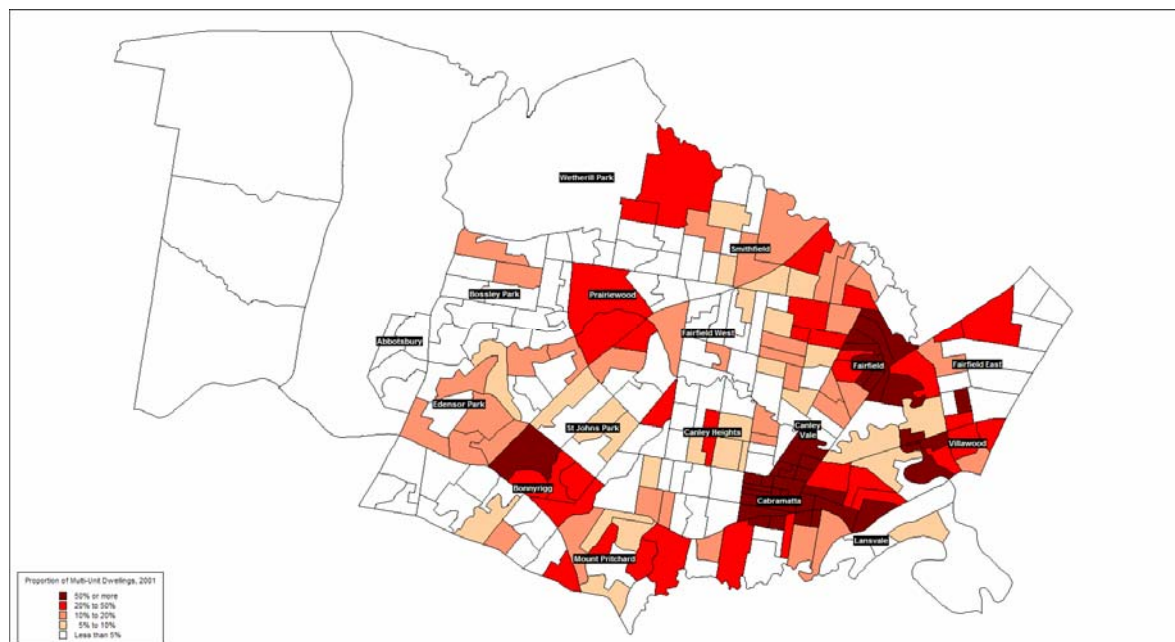 Wetherill Park
Smithfield
Bossley Park
Prairiewood
Fairfield West
Abbotsbury
Fairfield
Fairfield East
Edensor Park
St Johns Park
Canley Heights
Canley
Vale
Villawood
Bonnyrigg
Cabramatta
Lansvale
Mount Pritchard
Proportion of Multi-Unit Dwellings, 2001
50% or more
20% to 50%
10% to 20%
5% to 10%
Less than 5%